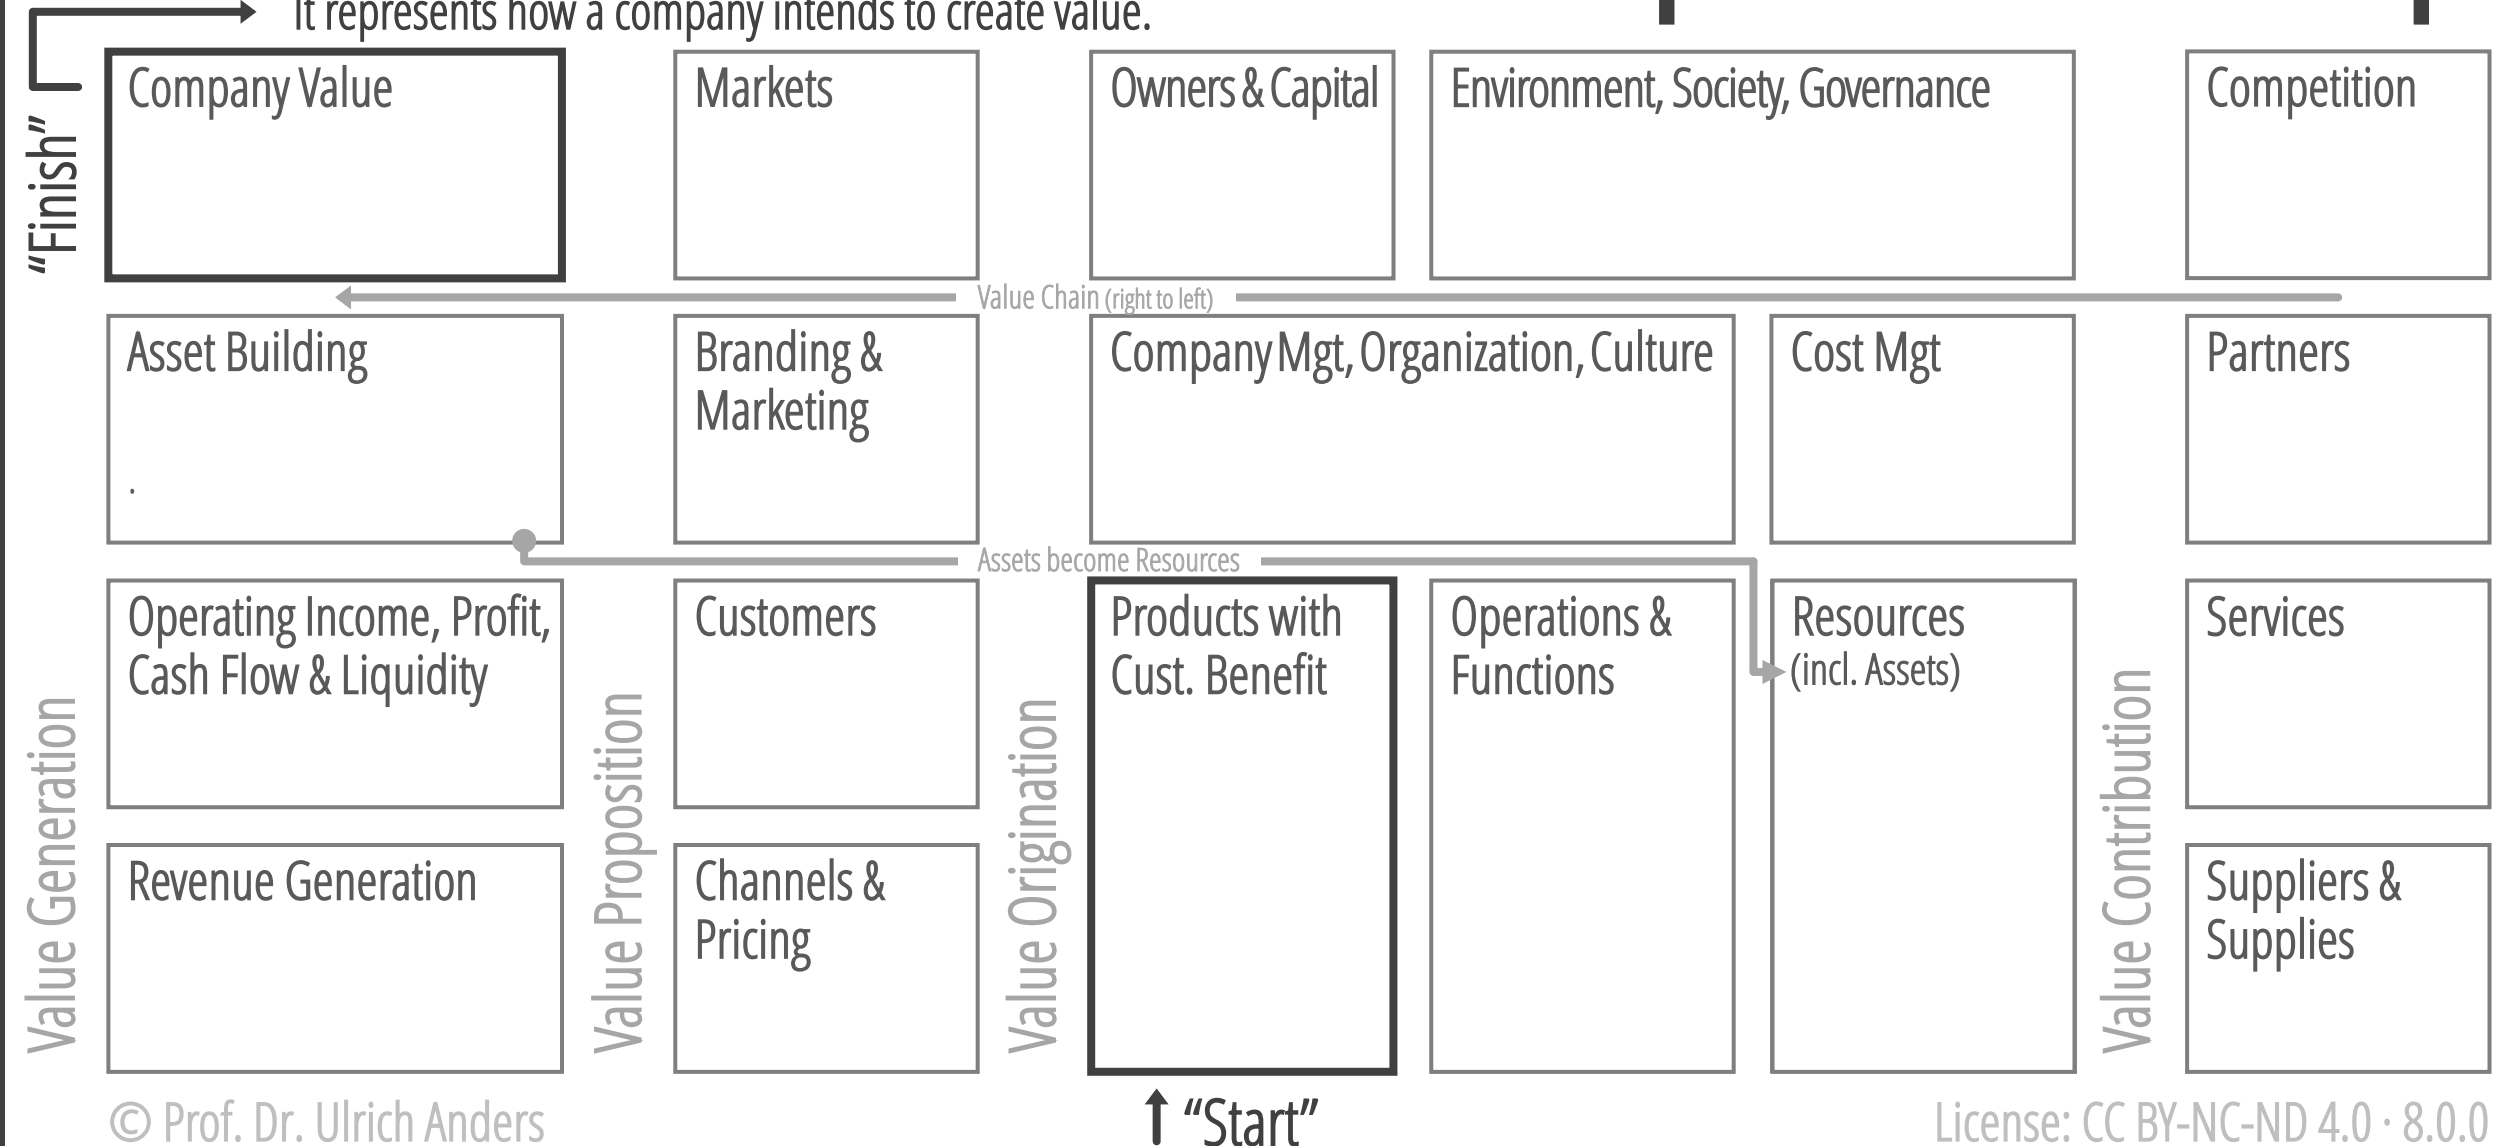 It represents how a company intends to create value.
Company Value
Markets
Owners & Capital
Environment, Society, Governance
Competition
"Finish"
Value Chain (right to left)
Asset Building
.
Branding &
Marketing
Company Mgt, Organization, Culture
Cost Mgt
Partners
Assets become Resources
Operating Income, Profit,
Cash Flow & Liquidity
Customers
Products with
Cust. Benefit
Operations &
Functions
Resources
(incl. Assets)
Services
Value Generation
Value Proposition
Value Origination
Value Contribution
Revenue Generation
Channels &
Pricing
Suppliers &
Supplies
© Prof. Dr. Ulrich Anders
“Start”
License: CC BY-NC-ND 4.0 · 8.0.0